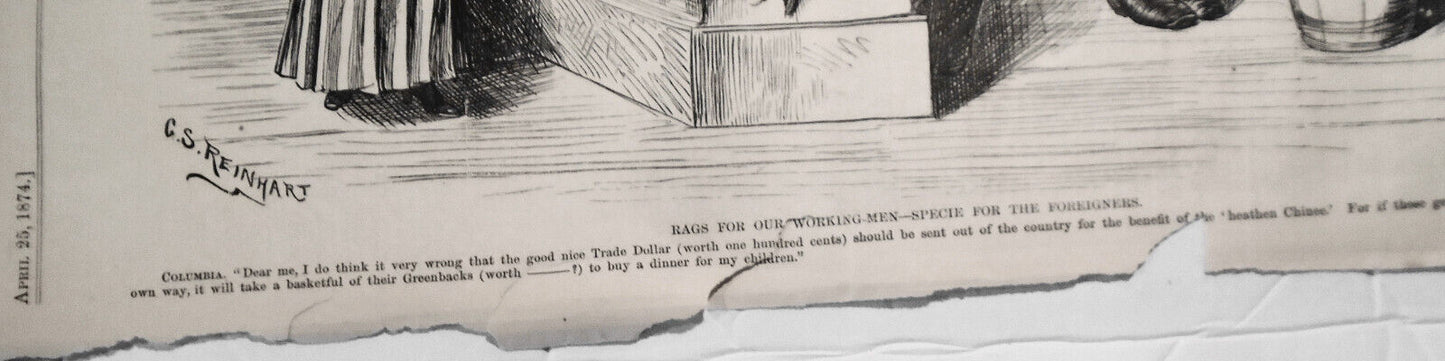 C.S. REINHART
APRIL 25, 1874.]
RAGS FOR OUR WORKING-MEN—SPECIE FOR THE FOREIGNERS.
COLUMBIA. "Dear me, I do think it very wrong that the good nice Trade Dollar (worth one hundred cents) should be sent out of the country for the benefit of the 'heathen Chinee.' For if these
own way, it will take a basketful of their Greenbacks (worth ——— ?) to buy a dinner for my children."